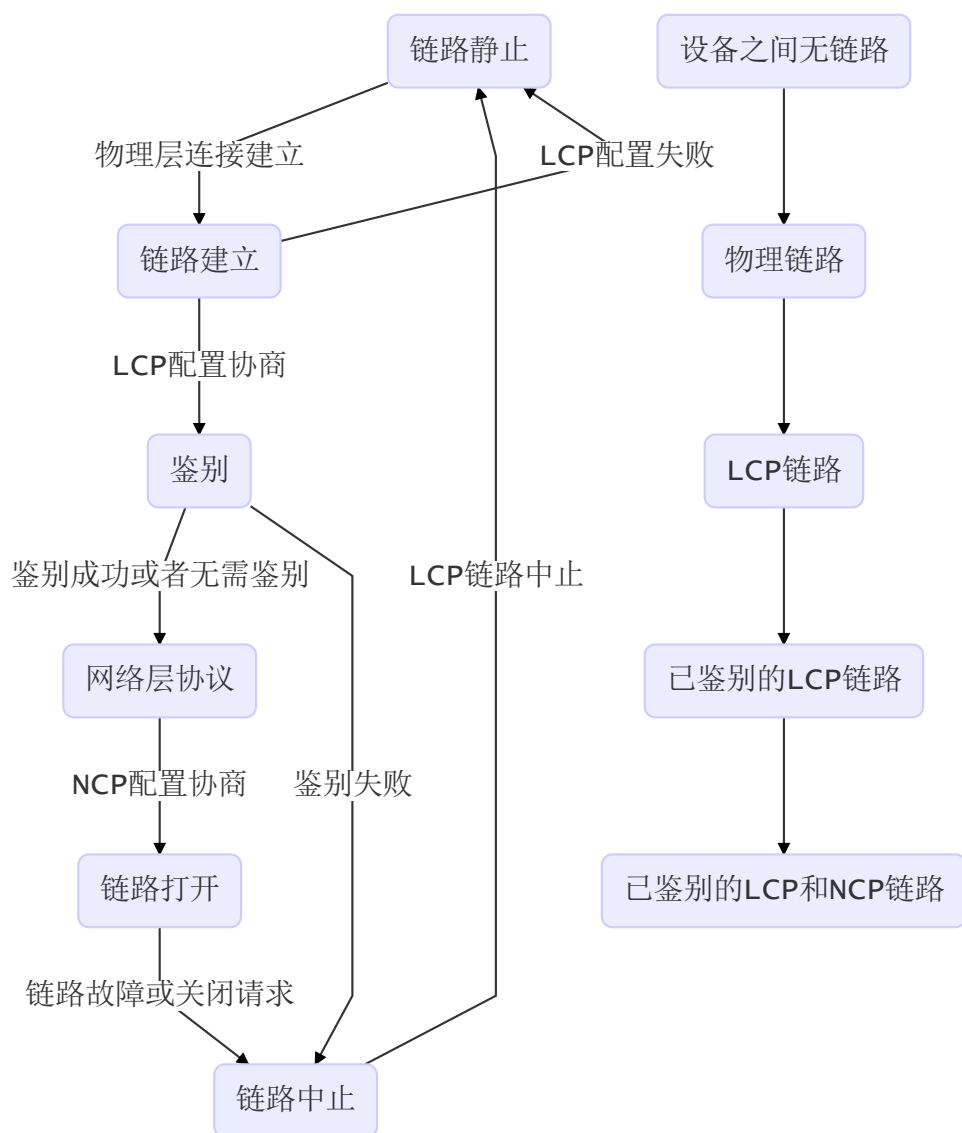 链路静止
设备之间无链路
物理层连接建立
LCP配置失败
链路建立
物理链路
LCP配置协商
鉴别
LCP链路
鉴别成功或者无需鉴别
LCP链路中止
网络层协议
已鉴别的LCP链路
NCP配置协商
鉴别失败
链路打开
已鉴别的LCP和NCP链路
链路故障或关闭请求
链路中止